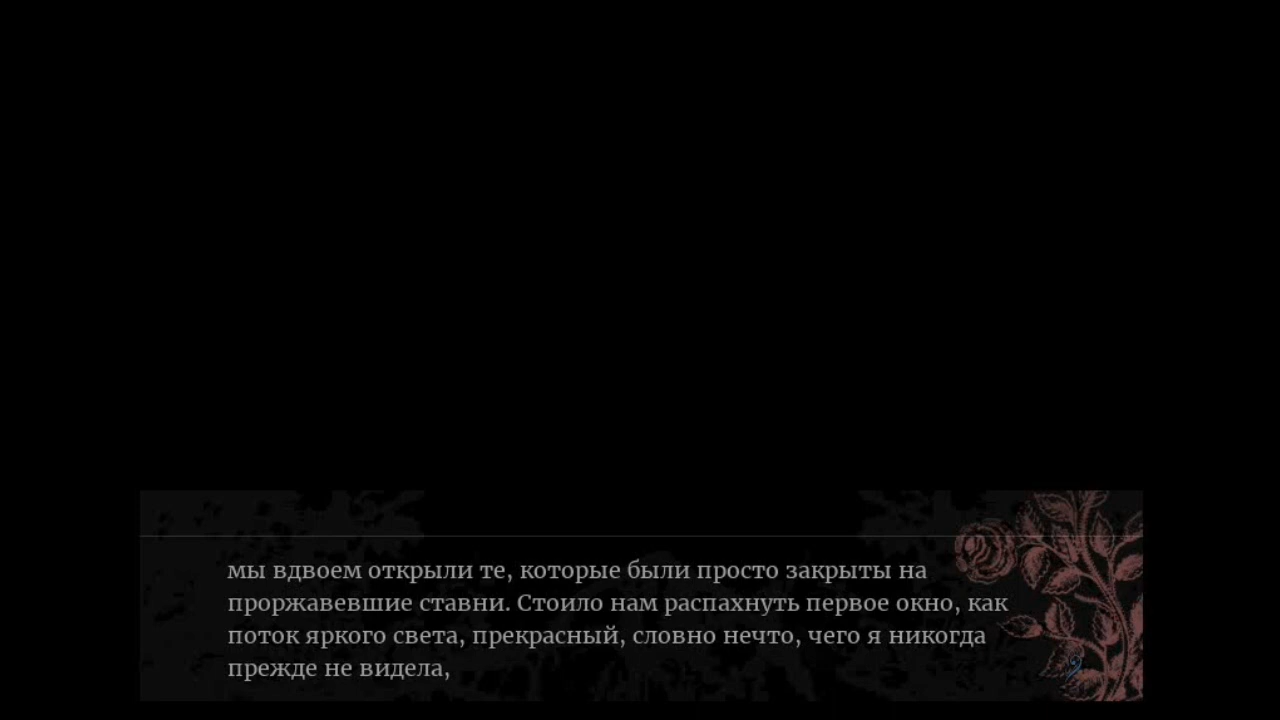 мы вдвоем открыли те, которые были просто закрыты на
проржавевшие ставни. Стоило нам распахнуть первое окно, как
поток яркого света, прекрасный, словно нечто, чего я никогда
прежде не видела,